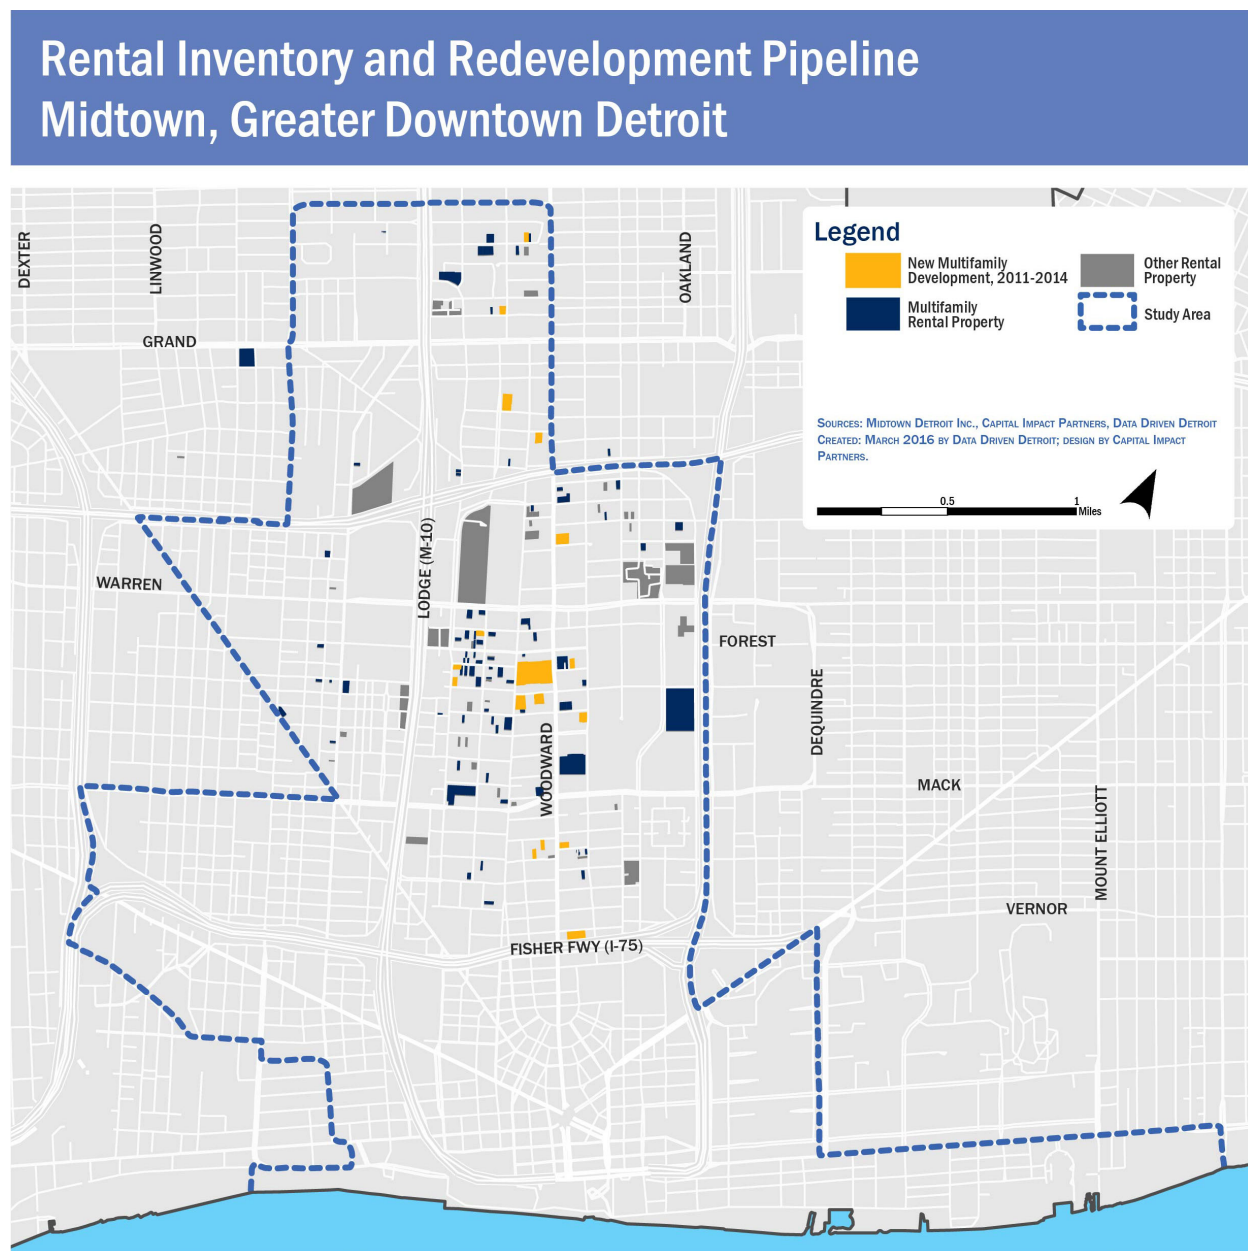 Rental Inventory and Redevelopment Pipeline
Midtown, Greater Downtown Detroit
DEXTER
LINWOOD
OAKLAND
GRAND
Legend
New Multifamily
Development, 2011-2014
Multifamily
Rental Property
Other Rental
Property
Study Area
Sources: Midtown Detroit Inc., Capital Impact Partners, Data Driven Detroit
Created: March 2016 by Data Driven Detroit; design by Capital Impact
Partners.
0.5
1
Miles
WARREN
LODGE (M-10)
FOREST
DEQUINDRE
WOODWARD
MACK
MOUNT ELLIOTT
VERNOR
FISHER FWY (I-75)